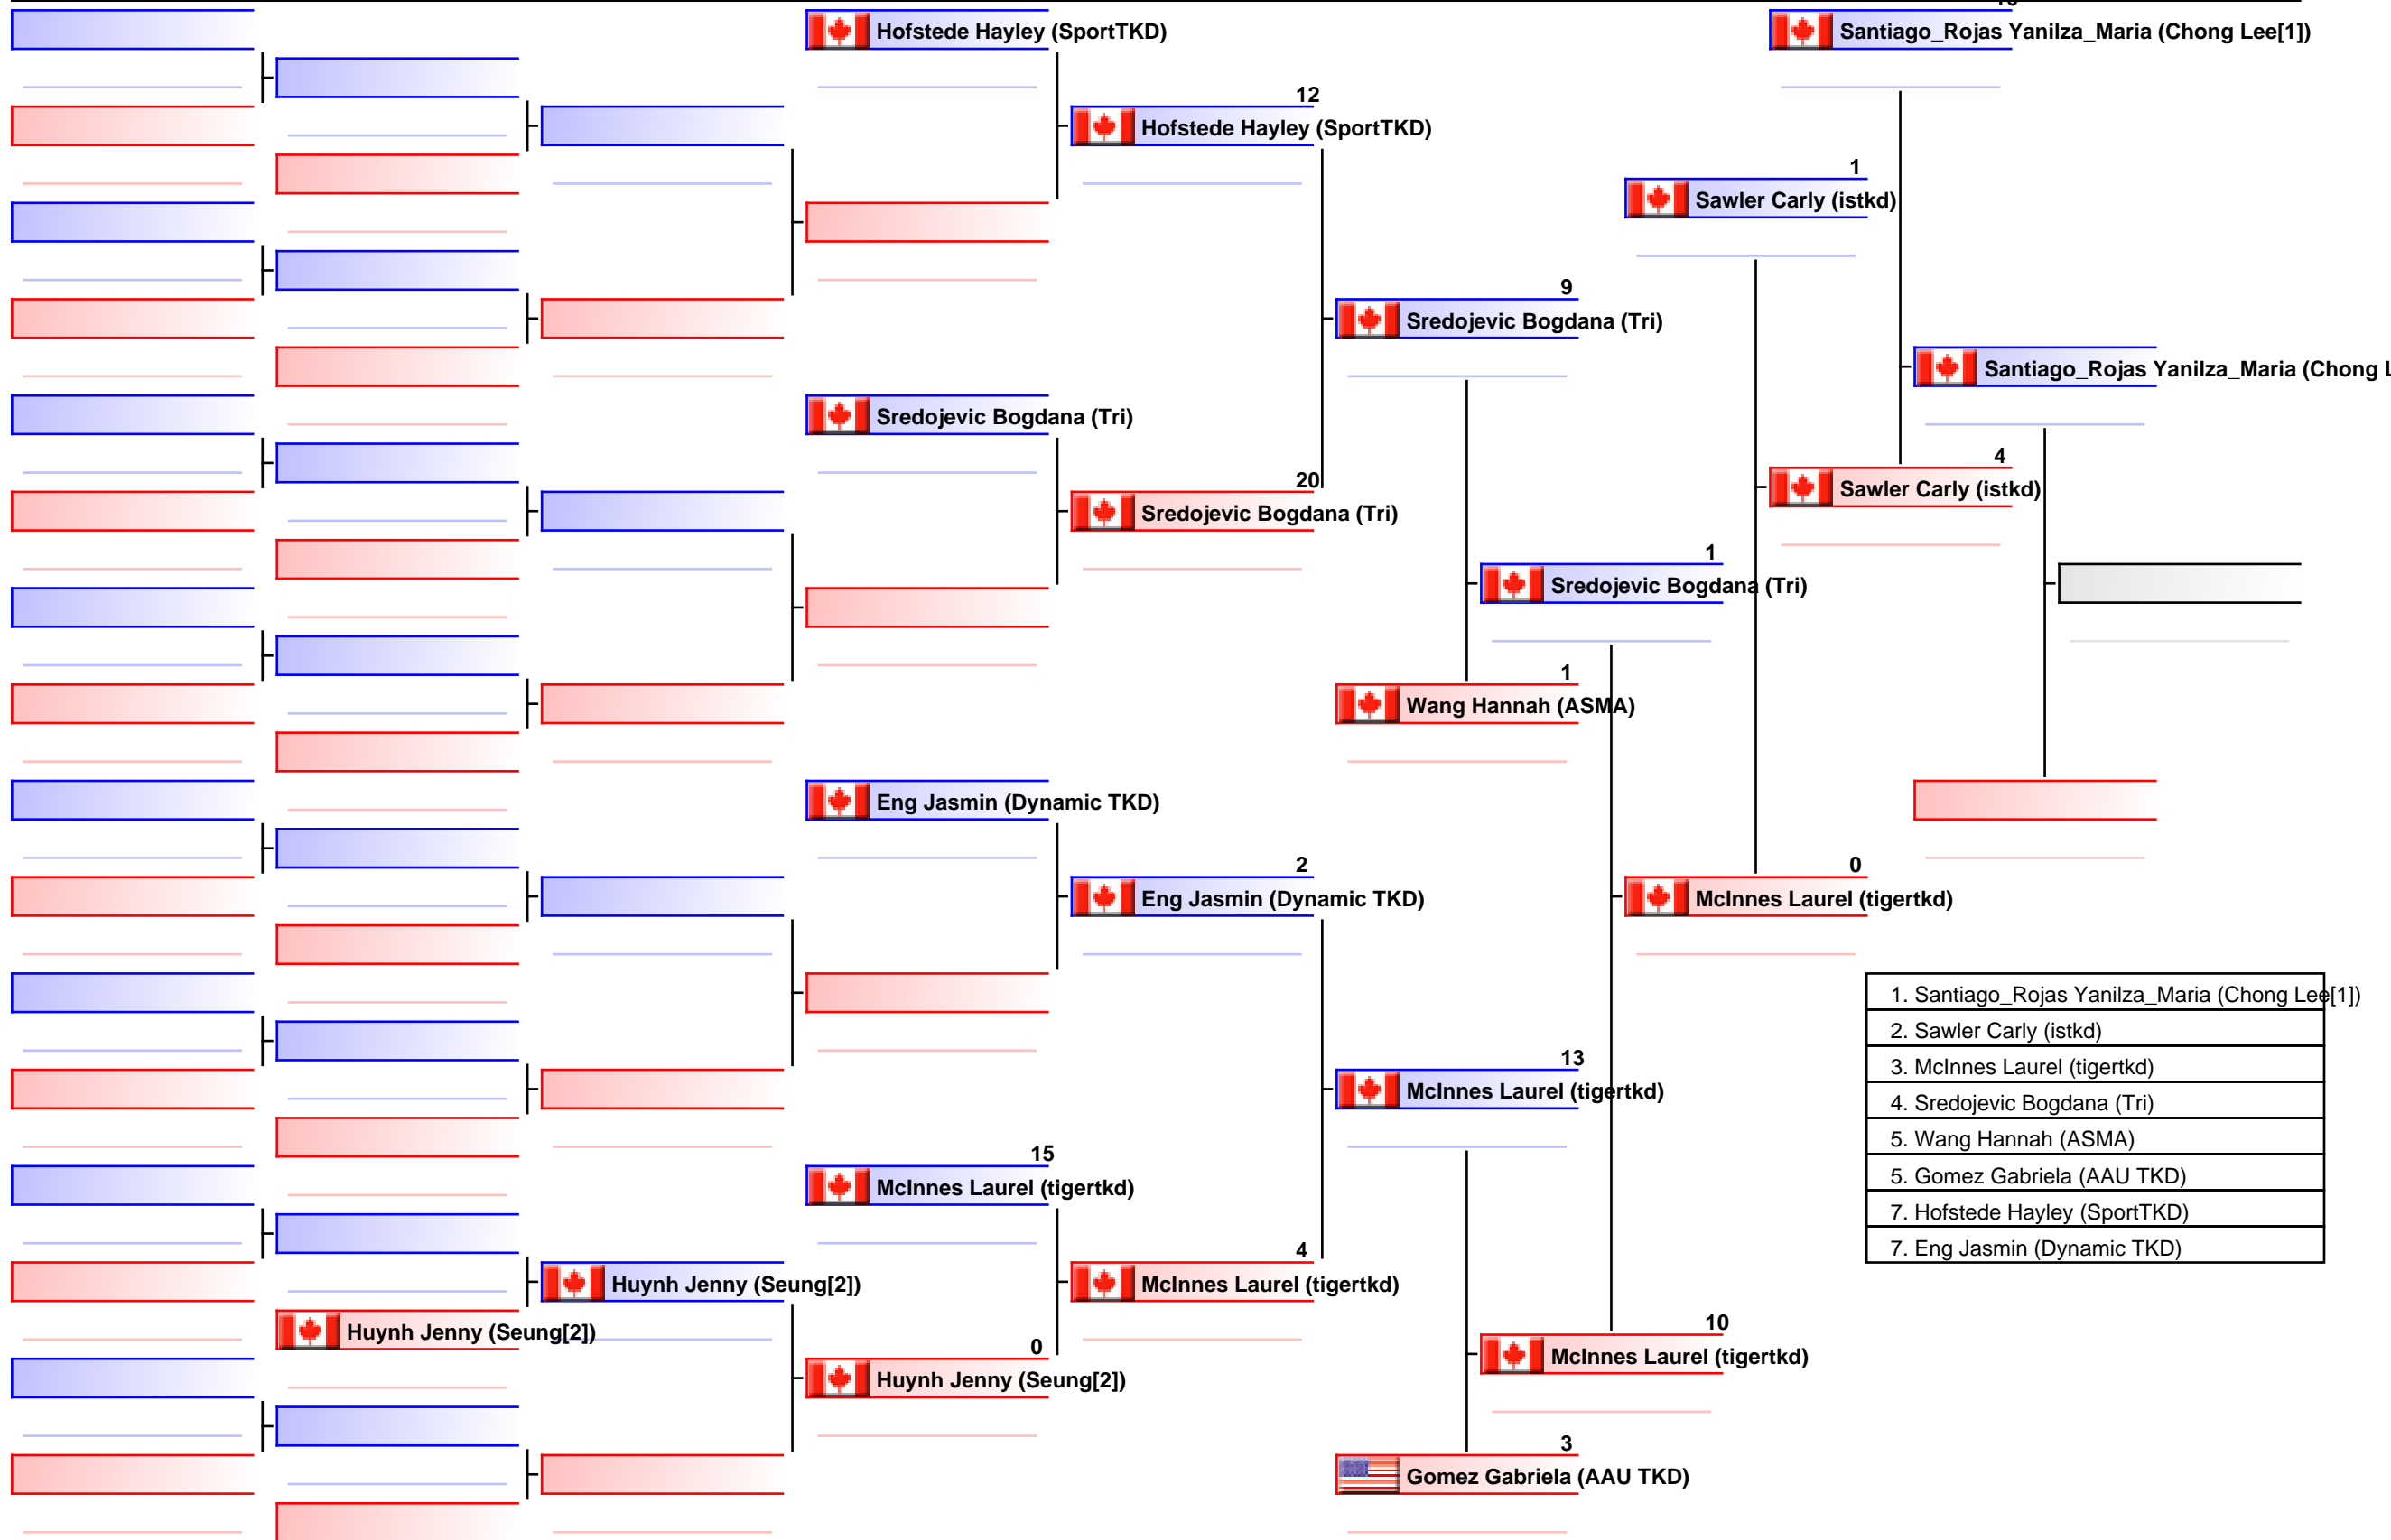 Hofstede Hayley (SportTKD)
Santiago_Rojas Yanilza_Maria (Chong Lee[1])
12
Hofstede Hayley (SportTKD)
1
Sawler Carly (istkd)
9
Sredojevic Bogdana (Tri)
Santiago_Rojas Yanilza_Maria (Chong L
Sredojevic Bogdana (Tri)
4
Sawler Carly (istkd)
20
Sredojevic Bogdana (Tri)
1
Sredojevic Bogdana (Tri)
1
Wang Hannah (ASMA)
Eng Jasmin (Dynamic TKD)
2
Eng Jasmin (Dynamic TKD)
0
McInnes Laurel (tigertkd)
1. Santiago_Rojas Yanilza_Maria (Chong Lee[1])
2. Sawler Carly (istkd)
3. McInnes Laurel (tigertkd)
4. Sredojevic Bogdana (Tri)
5. Wang Hannah (ASMA)
5. Gomez Gabriela (AAU TKD)
7. Hofstede Hayley (SportTKD)
7. Eng Jasmin (Dynamic TKD)
13
McInnes Laurel (tigertkd)
15
McInnes Laurel (tigertkd)
4
McInnes Laurel (tigertkd)
Huynh Jenny (Seung[2])
Huynh Jenny (Seung[2])
10
McInnes Laurel (tigertkd)
0
Huynh Jenny (Seung[2])
3
Gomez Gabriela (AAU TKD)